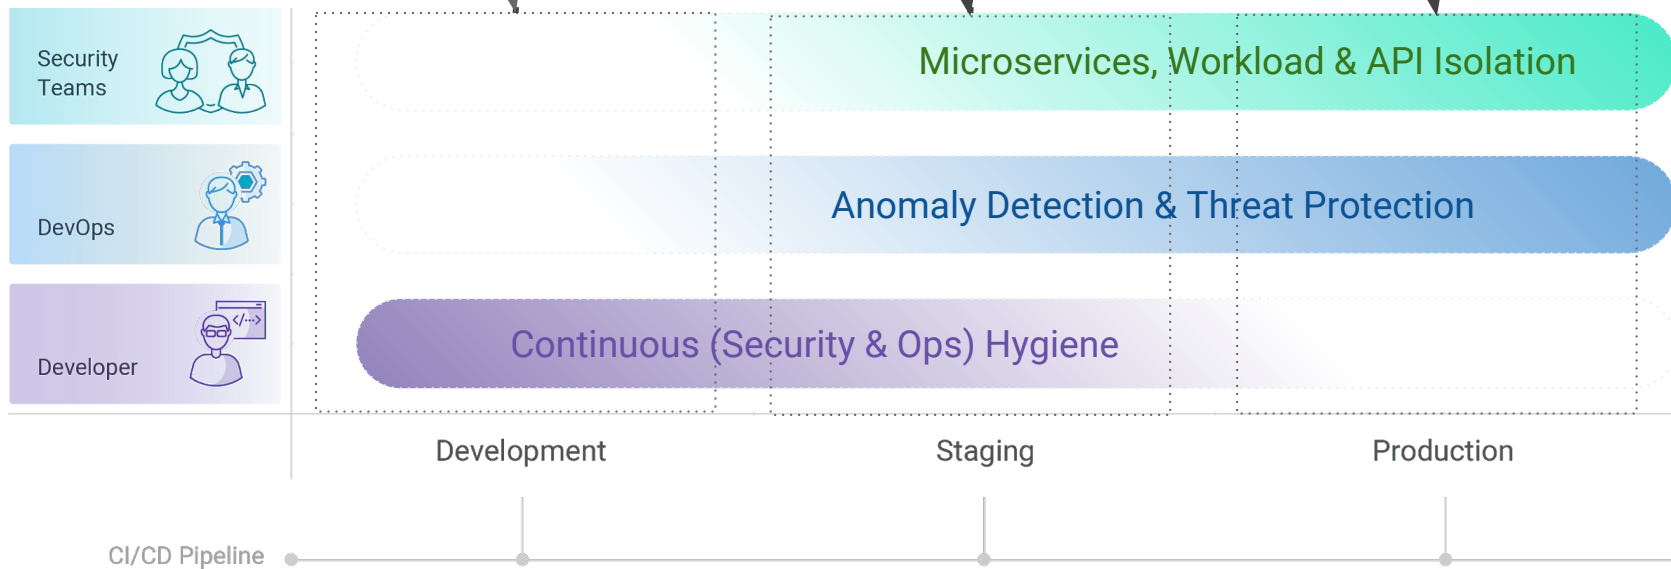 Security
Teams
Microservices, Workload & API Isolation
DevOps
Anomaly Detection & Threat Protection
</···>
Developer
Continuous (Security & Ops) Hygiene
Development
Staging
Production
CI/CD Pipeline